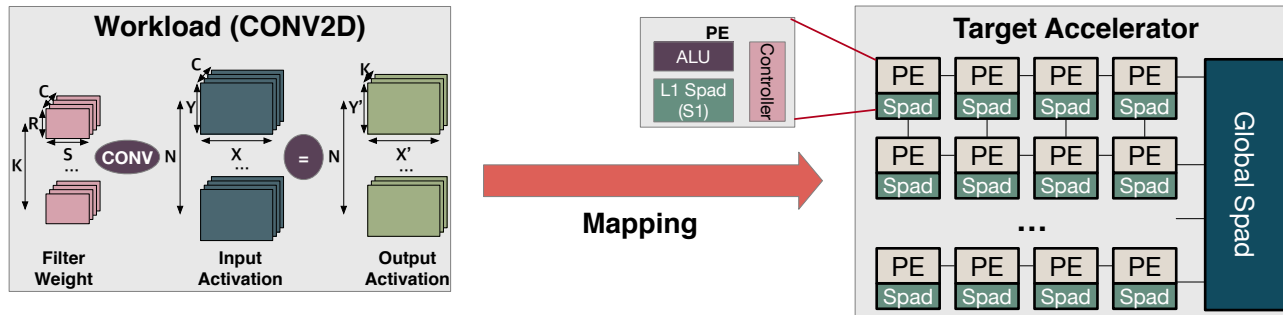 Workload (CONV2D)
C
R
S
K
...
Filter
Weight
CONV
C
Y
X
N
...
Input
Activation
=
K
Y'
X'
N
...
Output
Activation
Mapping
PE
ALU
L1 Spad
(S1)
Controller
Target Accelerator
PE PE PE PE
Spad Spad Spad Spad
PE PE PE PE
Spad Spad Spad Spad
...
PE PE PE PE
Spad Spad Spad Spad
Global Spad